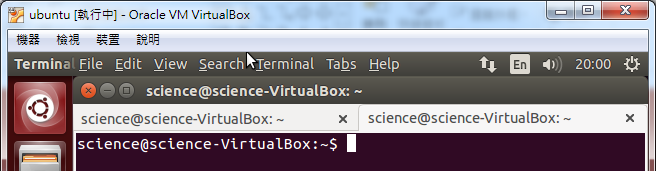 ubuntu [執行中] - Oracle VM VirtualBox
機器 檢視 裝置 說明
Terminal File Edit View Search Terminal Tabs Help En 20:00
science@science-VirtualBox: ~
science@science-VirtualBox: ~ science@science-VirtualBox: ~
science@science-VirtualBox:~$